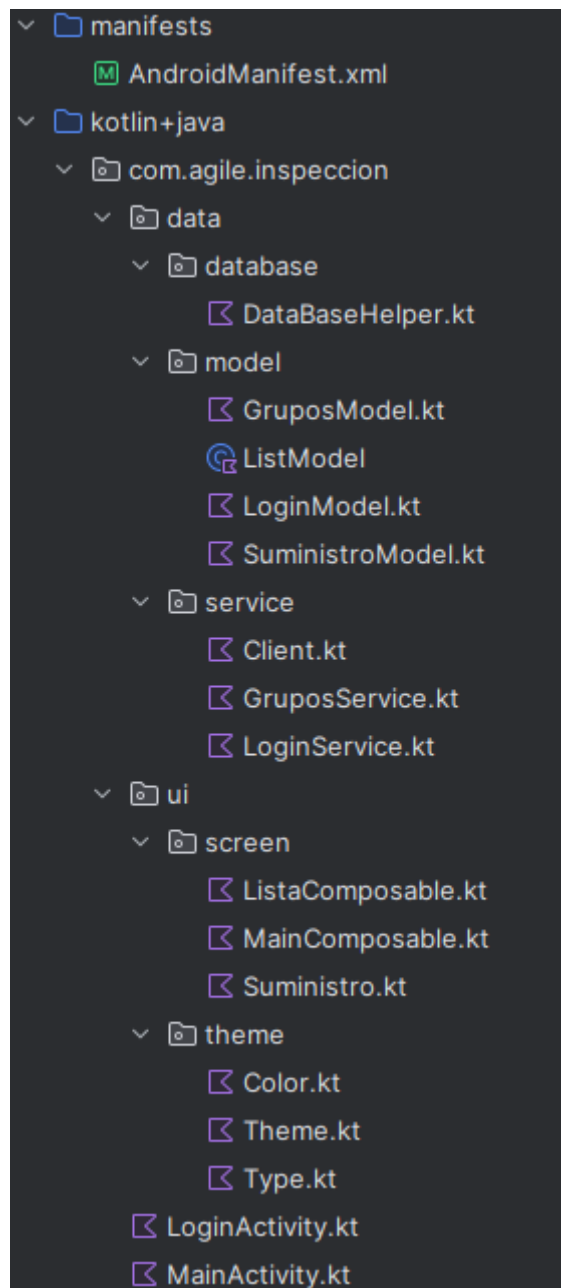 manifests
AndroidManifest.xml
kotlin+java
com.agile.inspeccion
data
database
DataBaseHelper.kt
model
GruposModel.kt
ListModel
LoginModel.kt
SuministroModel.kt
service
Client.kt
GruposService.kt
LoginService.kt
ui
screen
ListaComposable.kt
MainComposable.kt
Suministro.kt
theme
Color.kt
Theme.kt
Type.kt
LoginActivity.kt
MainActivity.kt